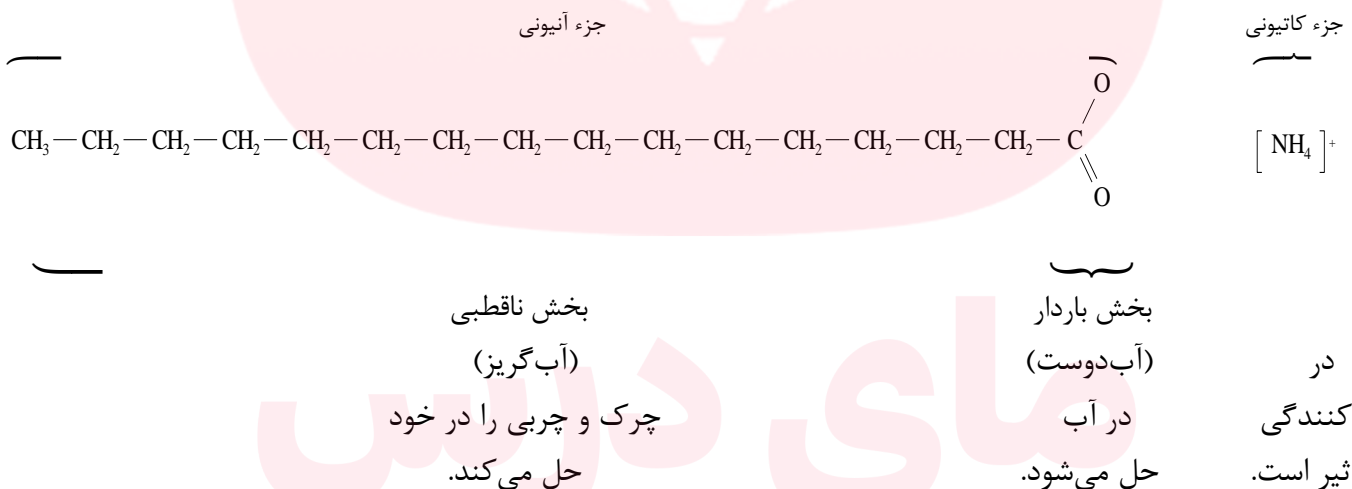 جزء کاتیونی جزء آنیونی
O
CH₃—CH₂—CH₂—CH₂—CH₂—CH₂—CH₂—CH₂—CH₂—CH₂—CH₂—CH₂—CH₂—CH₂—CH₂—C [NH₄]⁺
O
بخش باردار بخش ناقطبی
در (آب‌دوست) (آب‌گریز)
کنندگی در آب چرک و چربی را در خود
ثیر است. حل می‌شود. حل می‌کند.
مای درس